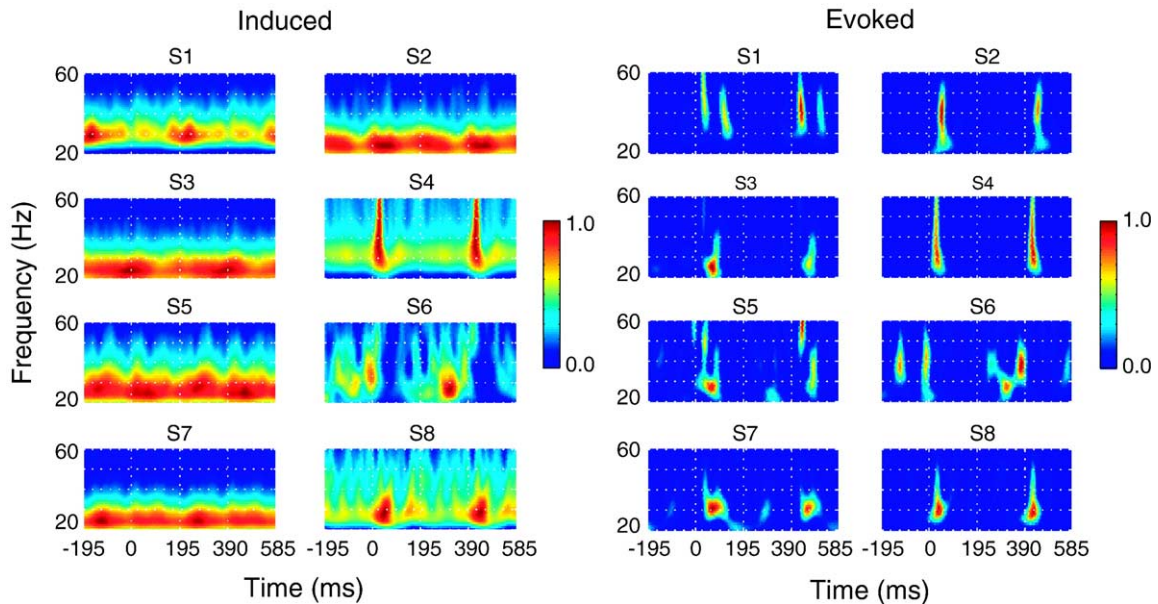 Induced Evoked
S1 S2 S1 S2
60 60
20 20
S3 S4 S3 S4
60 1.0 60 1.0
20 20
S5 S6 S5 S6
60 60
0.0 0.0
20 20
S7 S8 S7 S8
60 60
20 20
-195 0 195 390 585 0 195 390 585 -195 0 195 390 585 0 195 390 585
Time (ms) Time (ms)
Frequency (Hz)